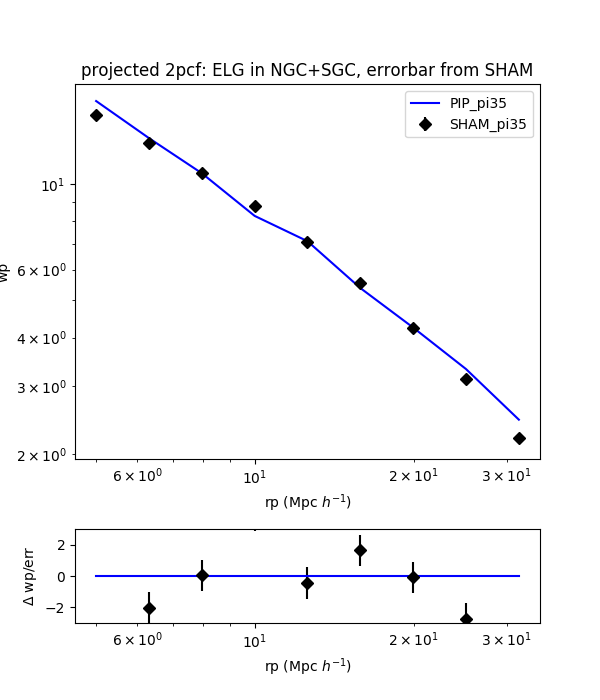 projected 2pcf: ELG in NGC+SGC, errorbar from SHAM
PIP_pi35
SHAM_pi35
10¹
6 × 10⁰
4 × 10⁰
3 × 10⁰
2 × 10⁰
wp
6 × 10⁰
10¹
2 × 10¹
3 × 10¹
rp (Mpc h⁻¹)
2
0
−2
Δ wp/err
6 × 10⁰
10¹
2 × 10¹
3 × 10¹
rp (Mpc h⁻¹)